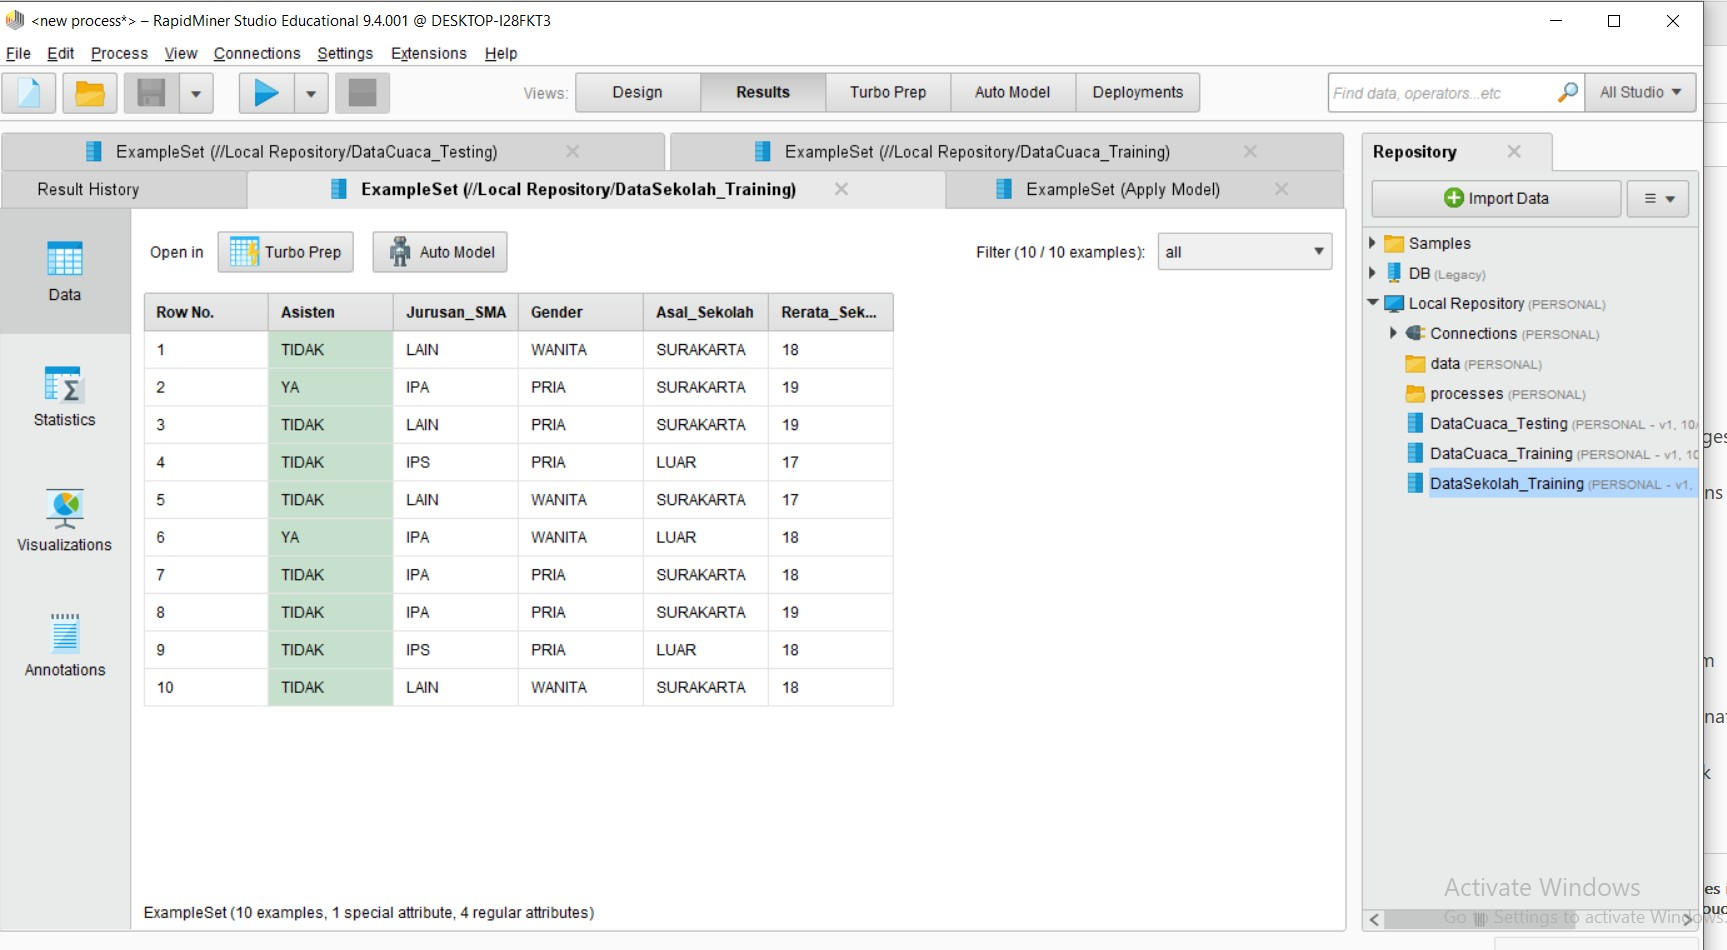 <new process*> – RapidMiner Studio Educational 9.4.001 @ DESKTOP-I28FKT3
File Edit Process View Connections Settings Extensions Help
Views: Design Results Turbo Prep Auto Model Deployments Find data, operators...etc All Studio
ExampleSet (//Local Repository/DataCuaca_Testing) ExampleSet (//Local Repository/DataCuaca_Training)
Result History ExampleSet (//Local Repository/DataSekolah_Training) ExampleSet (Apply Model)
Data
Statistics
Visualizations
Annotations
Open in Turbo Prep Auto Model Filter (10 / 10 examples): all
Row No. Asisten Jurusan_SMA Gender Asal_Sekolah Rerata_Sek...
1 TIDAK LAIN WANITA SURAKARTA 18
2 YA IPA PRIA SURAKARTA 19
3 TIDAK LAIN PRIA SURAKARTA 19
4 TIDAK IPS PRIA LUAR 17
5 TIDAK LAIN WANITA SURAKARTA 17
6 YA IPA WANITA LUAR 18
7 TIDAK IPA PRIA SURAKARTA 18
8 TIDAK IPA PRIA SURAKARTA 19
9 TIDAK IPS PRIA LUAR 18
10 TIDAK LAIN WANITA SURAKARTA 18
ExampleSet (10 examples, 1 special attribute, 4 regular attributes)
Repository
Import Data
Samples
DB (Legacy)
Local Repository (PERSONAL)
Connections (PERSONAL)
data (PERSONAL)
processes (PERSONAL)
DataCuaca_Testing (PERSONAL - v1, 10/
DataCuaca_Training (PERSONAL - v1, 10
DataSekolah_Training (PERSONAL - v1,
Activate Windows
Go to Settings to activate Windows.